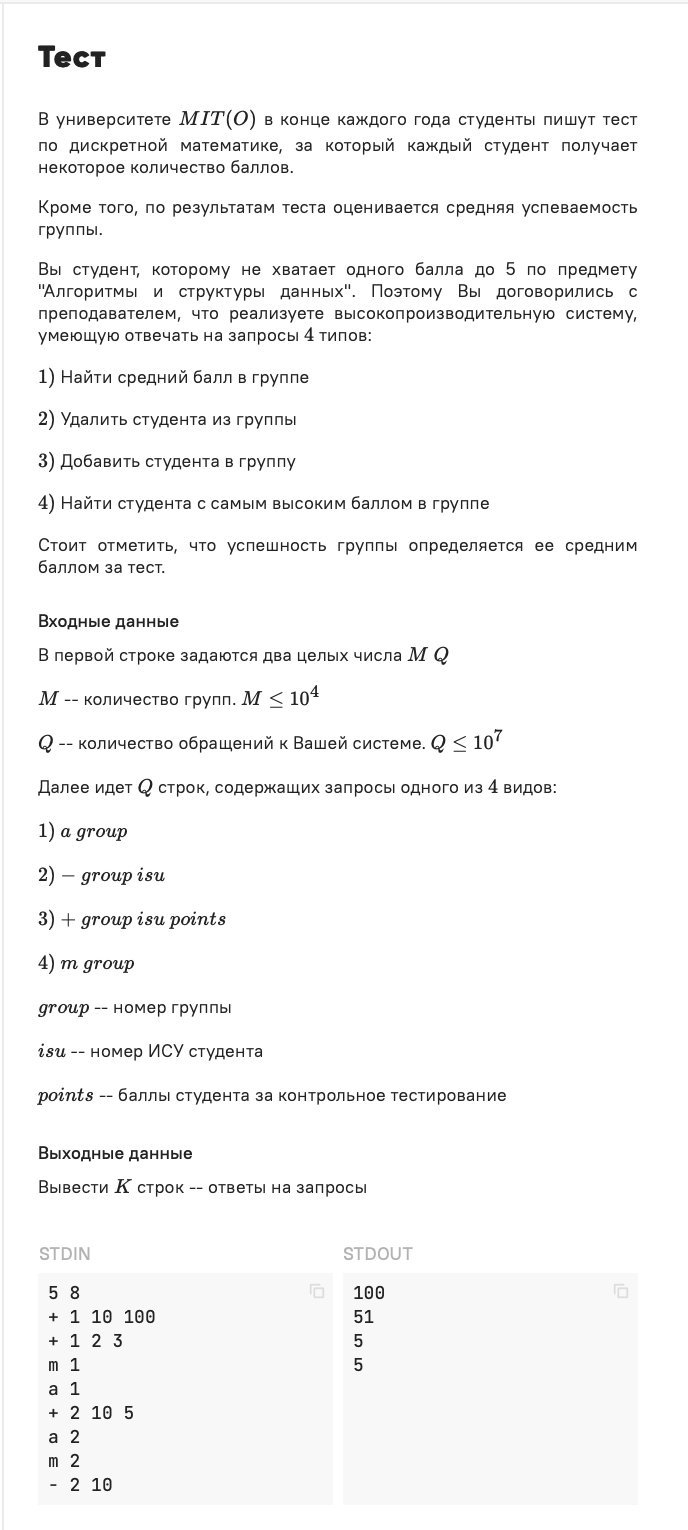 Тест
В университете MIT(O) в конце каждого года студенты пишут тест
по дискретной математике, за который каждый студент получает
некоторое количество баллов.
Кроме того, по результатам теста оценивается средняя успеваемость
группы.
Вы студент, которому не хватает одного балла до 5 по предмету
"Алгоритмы и структуры данных". Поэтому Вы договорились с
преподавателем, что реализуете высокопроизводительную систему,
умеющую отвечать на запросы 4 типов:
1) Найти средний балл в группе
2) Удалить студента из группы
3) Добавить студента в группу
4) Найти студента с самым высоким баллом в группе
Стоит отметить, что успешность группы определяется ее средним
баллом за тест.
Входные данные
В первой строке задаются два целых числа M Q
M -- количество групп. M ≤ 10⁴
Q -- количество обращений к Вашей системе. Q ≤ 10⁷
Далее идет Q строк, содержащих запросы одного из 4 видов:
1) a group
2) − group isu
3) + group isu points
4) m group
group -- номер группы
isu -- номер ИСУ студента
points -- баллы студента за контрольное тестирование
Выходные данные
Вывести K строк -- ответы на запросы
STDIN
5 8
+ 1 10 100
+ 1 2 3
m 1
a 1
+ 2 10 5
a 2
m 2
- 2 10
STDOUT
100
51
5
5